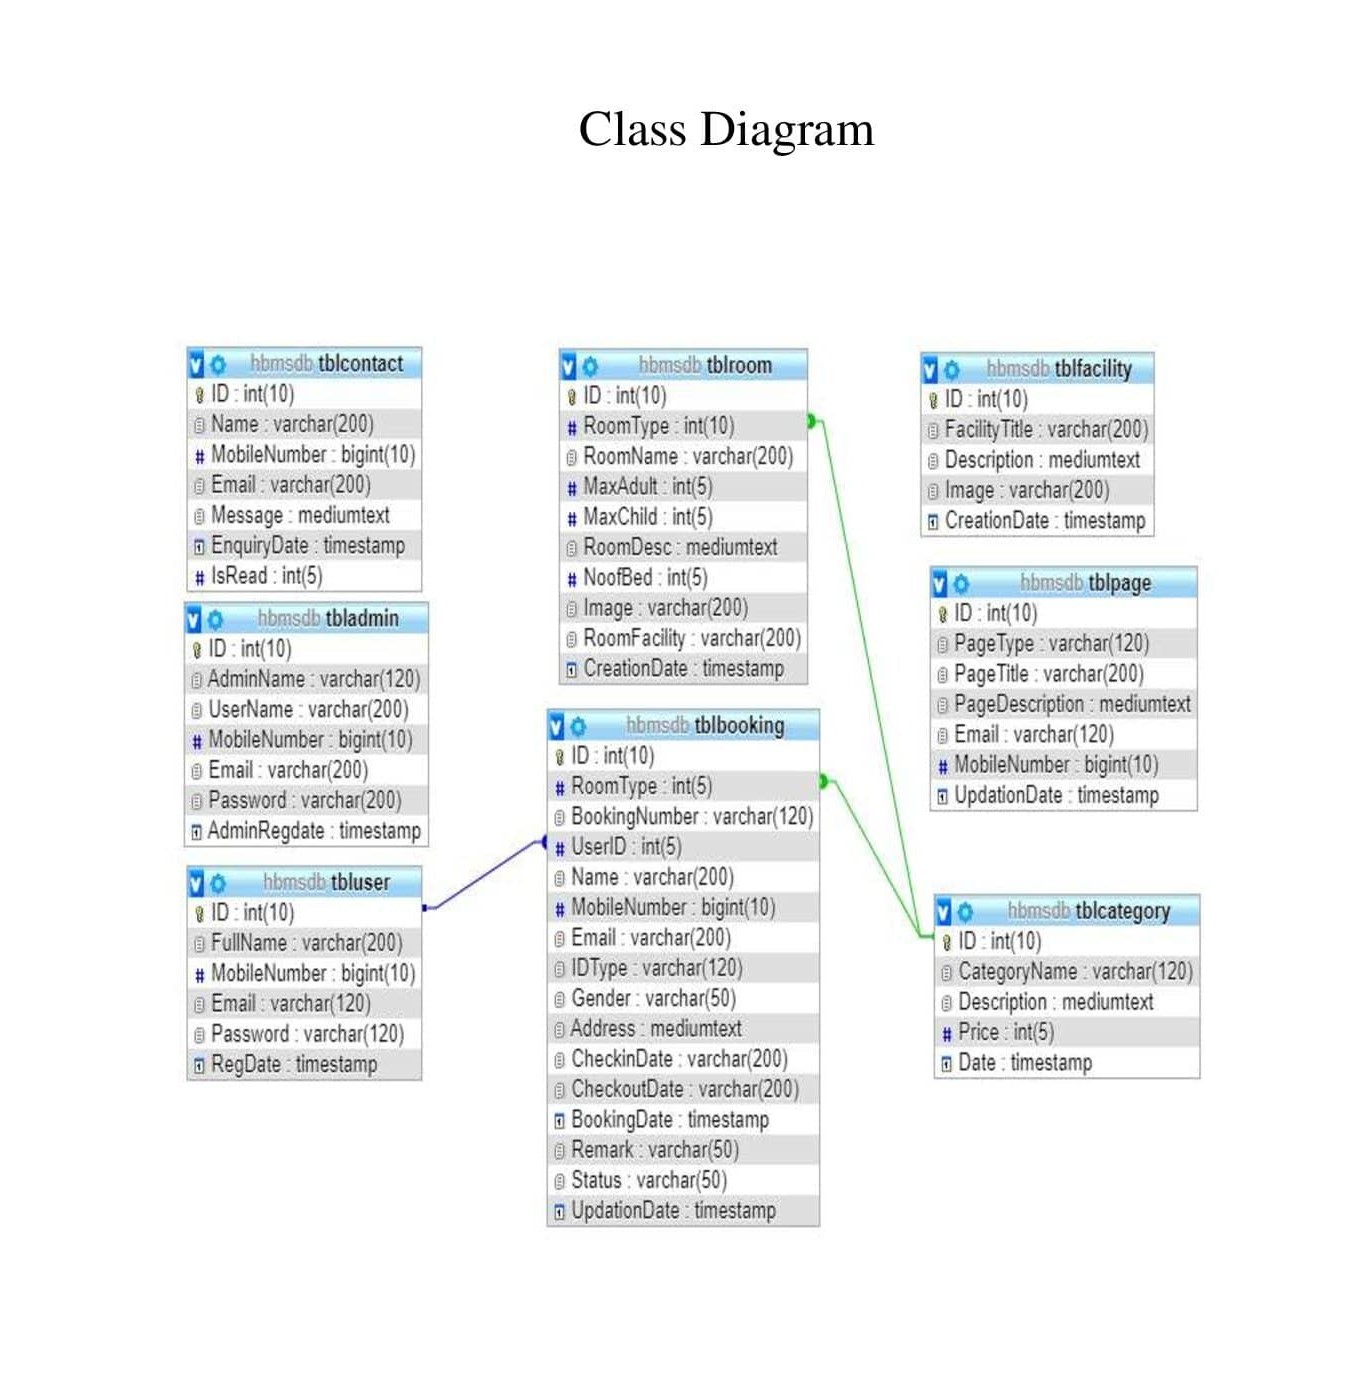 Class Diagram
hbmsdb tblcontact
ID : int(10)
Name : varchar(200)
MobileNumber : bigint(10)
Email : varchar(200)
Message : mediumtext
EnquiryDate : timestamp
IsRead : int(5)
hbmsdb tbladmin
ID : int(10)
AdminName : varchar(120)
UserName : varchar(200)
MobileNumber : bigint(10)
Email : varchar(200)
Password : varchar(200)
AdminRegdate : timestamp
hbmsdb tbluser
ID : int(10)
FullName : varchar(200)
MobileNumber : bigint(10)
Email : varchar(120)
Password : varchar(120)
RegDate : timestamp
hbmsdb tblroom
ID : int(10)
RoomType : int(10)
RoomName : varchar(200)
MaxAdult : int(5)
MaxChild : int(5)
RoomDesc : mediumtext
NoofBed : int(5)
Image : varchar(200)
RoomFacility : varchar(200)
CreationDate : timestamp
hbmsdb tblbooking
ID : int(10)
RoomType : int(5)
BookingNumber : varchar(120)
UserID : int(5)
Name : varchar(200)
MobileNumber : bigint(10)
Email : varchar(200)
IDType : varchar(120)
Gender : varchar(50)
Address : mediumtext
CheckinDate : varchar(200)
CheckoutDate : varchar(200)
BookingDate : timestamp
Remark : varchar(50)
Status : varchar(50)
UpdationDate : timestamp
hbmsdb tblfacility
ID : int(10)
FacilityTitle : varchar(200)
Description : mediumtext
Image : varchar(200)
CreationDate : timestamp
hbmsdb tblpage
ID : int(10)
PageType : varchar(120)
PageTitle : varchar(200)
PageDescription : mediumtext
Email : varchar(120)
MobileNumber : bigint(10)
UpdationDate : timestamp
hbmsdb tblcategory
ID : int(10)
CategoryName : varchar(120)
Description : mediumtext
Price : int(5)
Date : timestamp